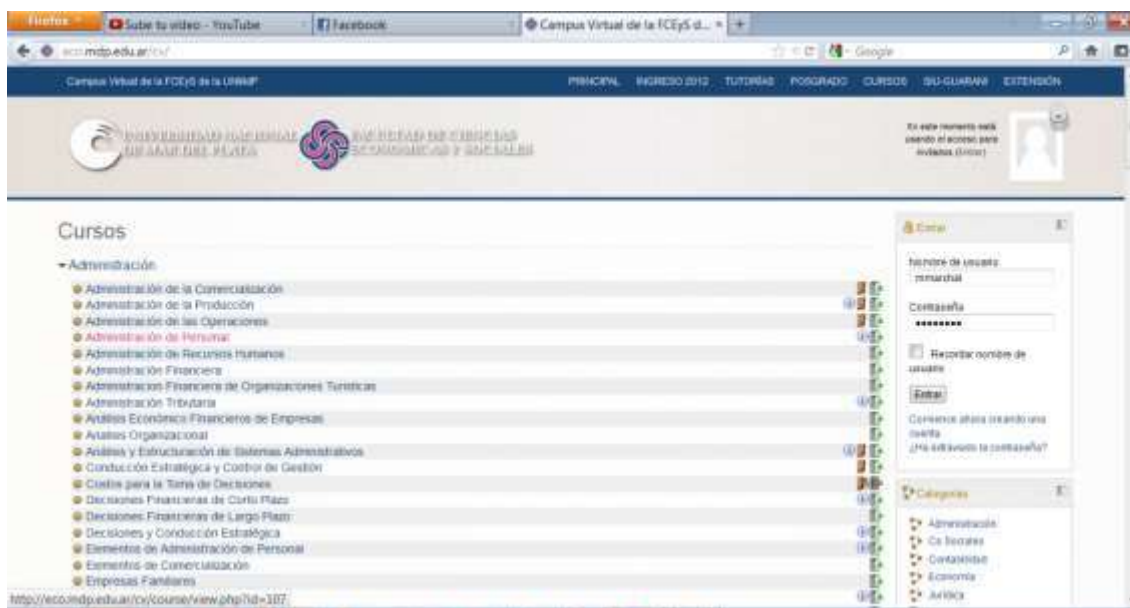 Firefox
Sube tu video - YouTube
Facebook
Campus Virtual de la FCEyS d...
eco.mdp.edu.ar/cv/
Google
Campus Virtual de la FCEyS de la UNMdP
PRINCIPAL INGRESO 2012 TUTORÍAS POSGRADO CURSOS SIU-GUARANI EXTENSIÓN
UNIVERSIDAD NACIONAL
DE MAR DEL PLATA
FACULTAD DE CIENCIAS
ECONOMICAS Y SOCIALES
En este momento está
usando el acceso para
invitados (Entrar)
Cursos
Administración
Administración de la Comercialización
Administración de la Producción
Administración de las Operaciones
Administración de Personal
Administración de Recursos Humanos
Administración Financiera
Administracion Financiera de Organizaciones Turísticas
Administración Tributaria
Análisis Económico Financieros de Empresas
Analisis Organizacional
Análisis y Estructuración de Sistemas Administrativos
Conducción Estratégica y Control de Gestión
Costos para la Toma de Decisiones
Decisiones Financieras de Corto Plazo
Decisiones Financieras de Largo Plazo
Decisiones y Conducción Estratégica
Elementos de Administración de Personal
Elementos de Comercialización
Empresas Familiares
http://eco.mdp.edu.ar/cv/course/view.php?id=107
Entrar
Nombre de usuario
mmarchal
Contraseña
Recordar nombre de
usuario
Entrar
Comience ahora creando una
cuenta
¿Ha extraviado la contraseña?
Categorías
Administración
Cs Sociales
Contabilidad
Economía
Jurídica